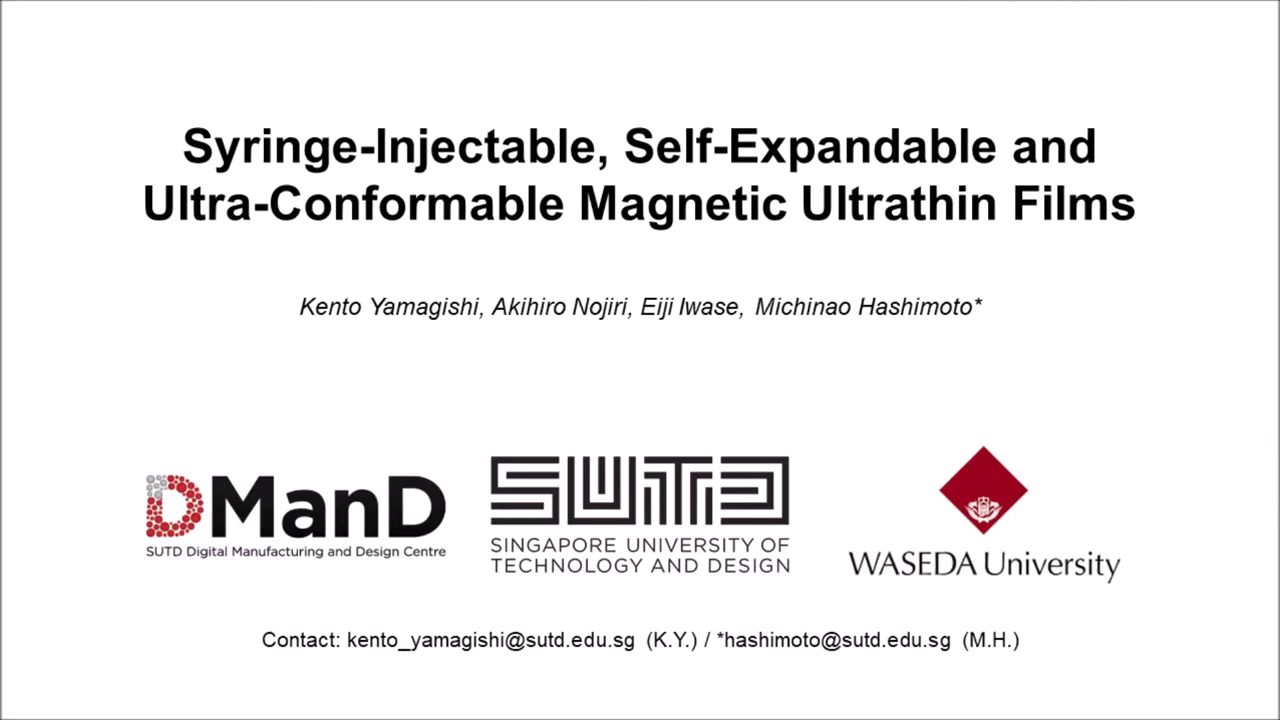 Syringe-Injectable, Self-Expandable and
Ultra-Conformable Magnetic Ultrathin Films
Kento Yamagishi, Akihiro Nojiri, Eiji Iwase, Michinao Hashimoto*
DManD
SUTD Digital Manufacturing and Design Centre
SUTD
SINGAPORE UNIVERSITY OF
TECHNOLOGY AND DESIGN
WASEDA University
Contact: kento_yamagishi@sutd.edu.sg (K.Y.) / *hashimoto@sutd.edu.sg (M.H.)